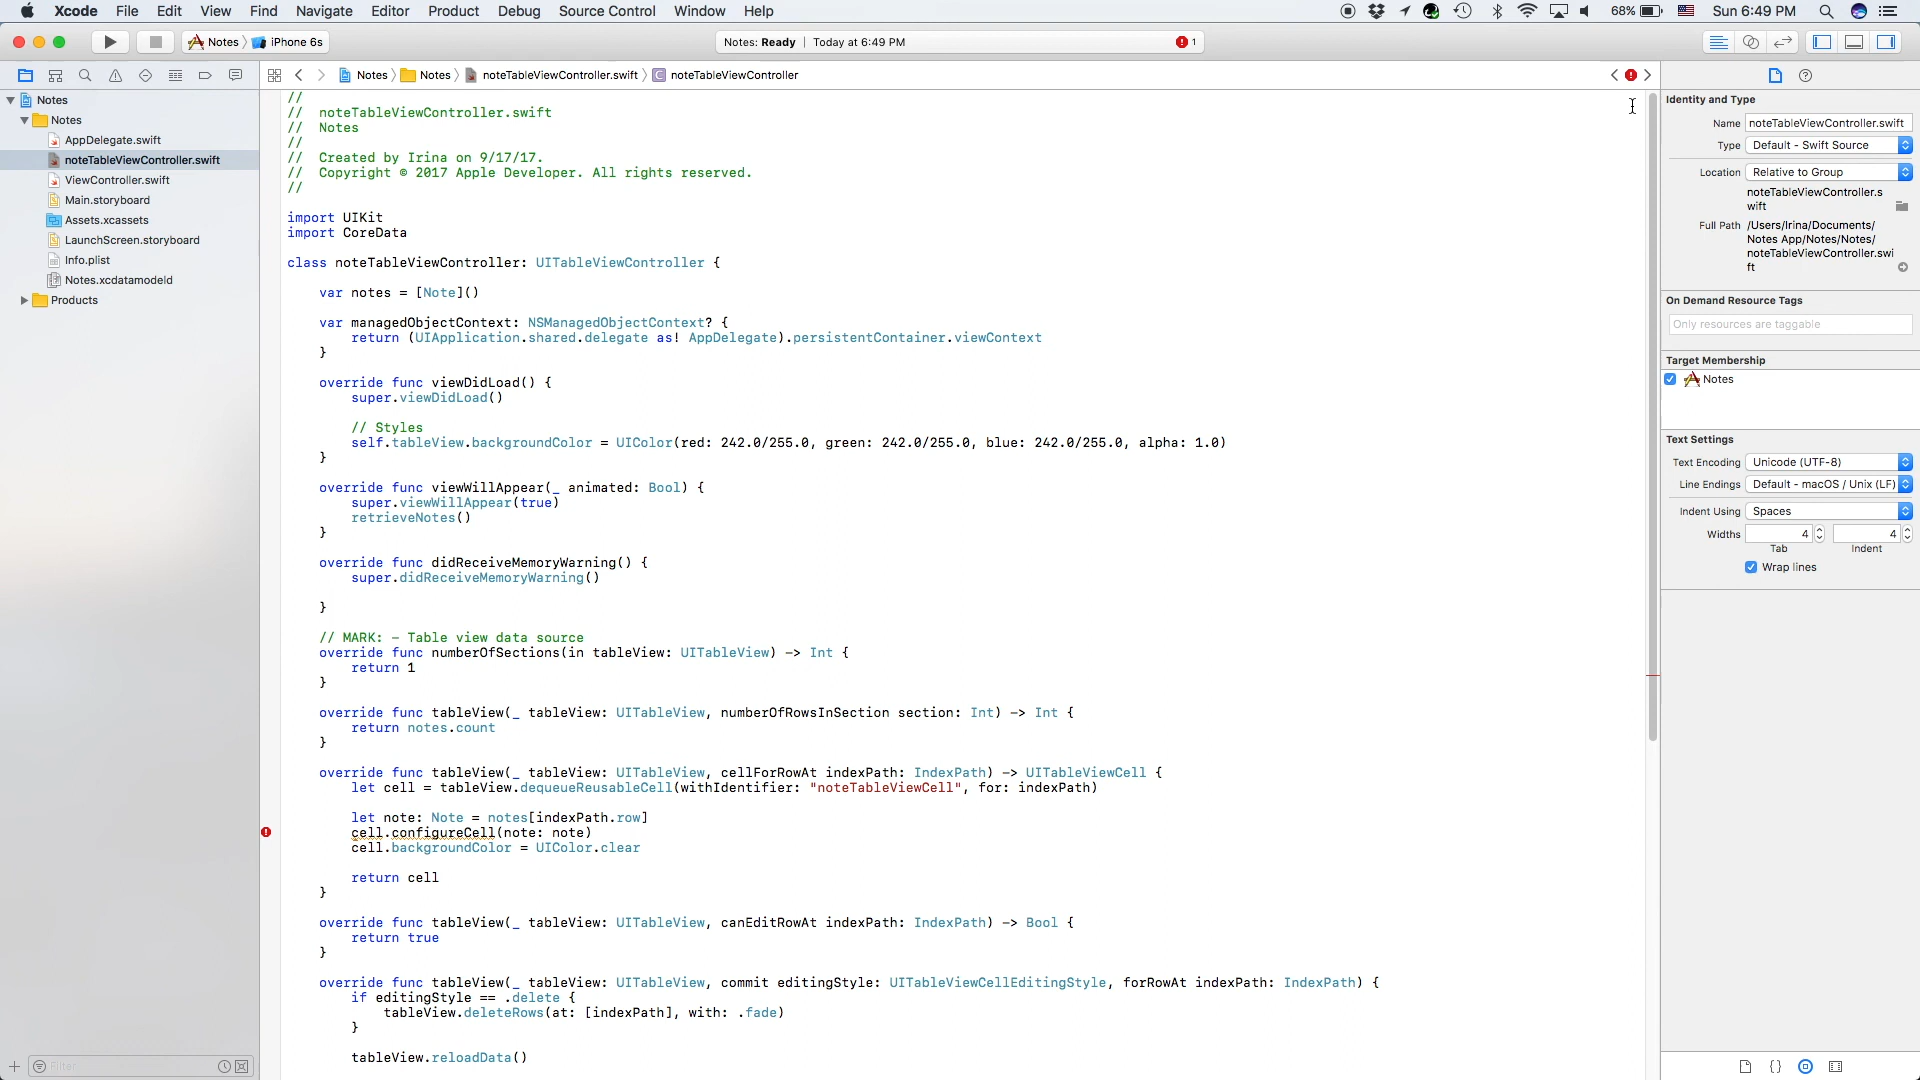 Xcode File Edit View Find Navigate Editor Product Debug Source Control Window Help 68% Sun 6:49 PM
Notes iPhone 6s Notes: Ready | Today at 6:49 PM 1
Notes Notes noteTableViewController.swift noteTableViewController
Notes
Notes
AppDelegate.swift
noteTableViewController.swift
ViewController.swift
Main.storyboard
Assets.xcassets
LaunchScreen.storyboard
Info.plist
Notes.xcdatamodeld
Products
Filter
//
// noteTableViewController.swift
// Notes
//
// Created by Irina on 9/17/17.
// Copyright © 2017 Apple Developer. All rights reserved.
//
import UIKit
import CoreData
class noteTableViewController: UITableViewController {
var notes = [Note]()
var managedObjectContext: NSManagedObjectContext? {
return (UIApplication.shared.delegate as! AppDelegate).persistentContainer.viewContext
}
override func viewDidLoad() {
super.viewDidLoad()
// Styles
self.tableView.backgroundColor = UIColor(red: 242.0/255.0, green: 242.0/255.0, blue: 242.0/255.0, alpha: 1.0)
}
override func viewWillAppear(_ animated: Bool) {
super.viewWillAppear(true)
retrieveNotes()
}
override func didReceiveMemoryWarning() {
super.didReceiveMemoryWarning()
}
// MARK: - Table view data source
override func numberOfSections(in tableView: UITableView) -> Int {
return 1
}
override func tableView(_ tableView: UITableView, numberOfRowsInSection section: Int) -> Int {
return notes.count
}
override func tableView(_ tableView: UITableView, cellForRowAt indexPath: IndexPath) -> UITableViewCell {
let cell = tableView.dequeueReusableCell(withIdentifier: "noteTableViewCell", for: indexPath)
let note: Note = notes[indexPath.row]
cell.configureCell(note: note)
cell.backgroundColor = UIColor.clear
return cell
}
override func tableView(_ tableView: UITableView, canEditRowAt indexPath: IndexPath) -> Bool {
return true
}
override func tableView(_ tableView: UITableView, commit editingStyle: UITableViewCellEditingStyle, forRowAt indexPath: IndexPath) {
if editingStyle == .delete {
tableView.deleteRows(at: [indexPath], with: .fade)
}
tableView.reloadData()
Identity and Type
Name noteTableViewController.swift
Type Default - Swift Source
Location Relative to Group
noteTableViewController.s
wift
Full Path /Users/Irina/Documents/
Notes App/Notes/Notes/
noteTableViewController.swi
ft
On Demand Resource Tags
Only resources are taggable
Target Membership
Notes
Text Settings
Text Encoding Unicode (UTF-8)
Line Endings Default - macOS / Unix (LF)
Indent Using Spaces
Widths 4 4
Tab Indent
Wrap lines